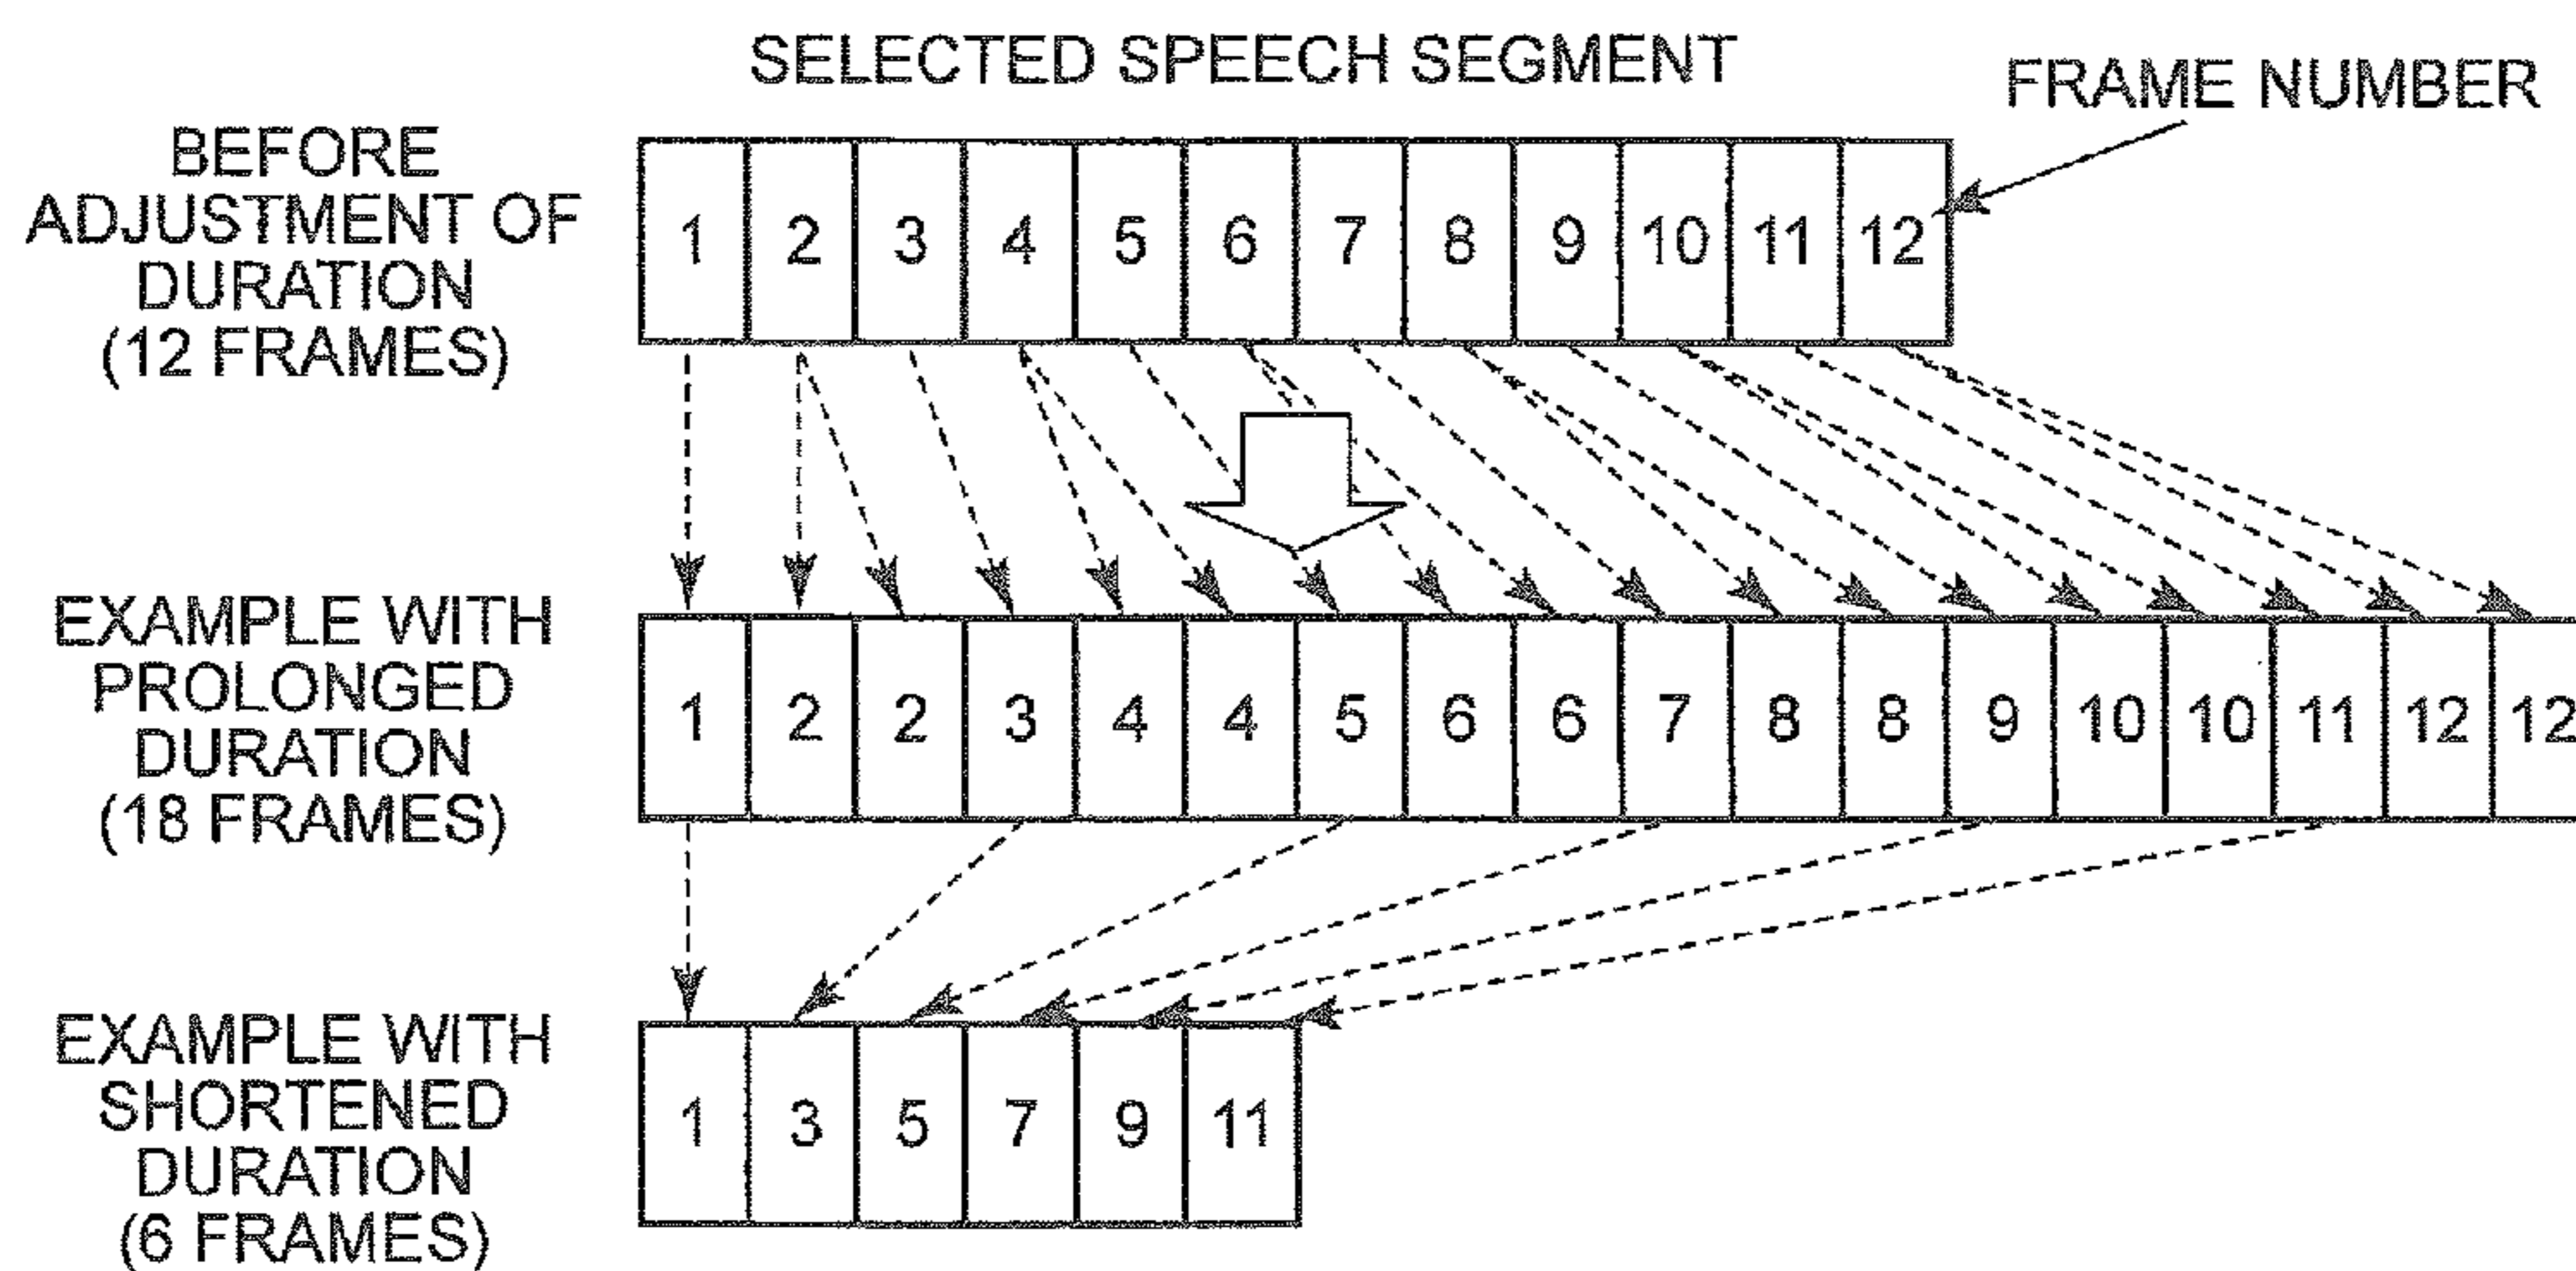 SELECTED SPEECH SEGMENT
FRAME NUMBER
BEFORE
ADJUSTMENT OF
DURATION
(12 FRAMES)
1 2 3 4 5 6 7 8 9 10 11 12
EXAMPLE WITH
PROLONGED
DURATION
(18 FRAMES)
1 2 2 3 4 4 5 6 6 7 8 8 9 10 10 11 12 12
EXAMPLE WITH
SHORTENED
DURATION
(6 FRAMES)
1 3 5 7 9 11